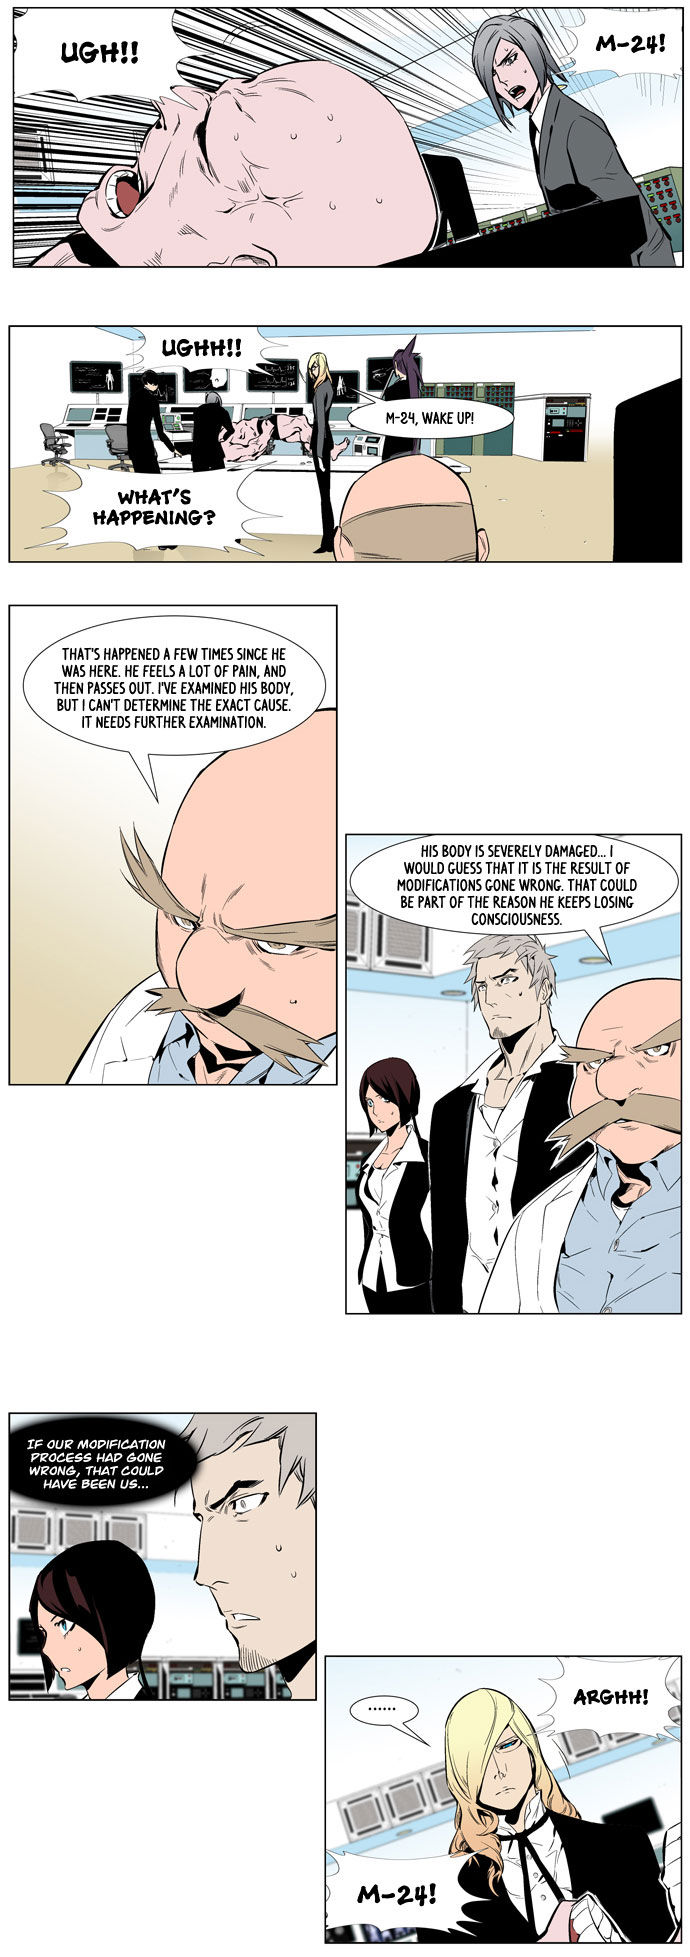 UGH!!
M-24!
UGHH!!
M-24, WAKE UP!
WHAT'S
HAPPENING?
THAT'S HAPPENED A FEW TIMES SINCE HE
WAS HERE. HE FEELS A LOT OF PAIN, AND
THEN PASSES OUT. I'VE EXAMINED HIS BODY,
BUT I CAN'T DETERMINE THE EXACT CAUSE.
IT NEEDS FURTHER EXAMINATION.
HIS BODY IS SEVERELY DAMAGED... I
WOULD GUESS THAT IT IS THE RESULT OF
MODIFICATIONS GONE WRONG. THAT COULD
BE PART OF THE REASON HE KEEPS LOSING
CONSCIOUSNESS.
IF OUR MODIFICATION
PROCESS HAD GONE
WRONG, THAT COULD
HAVE BEEN US...
......
ARGHH!
M-24!